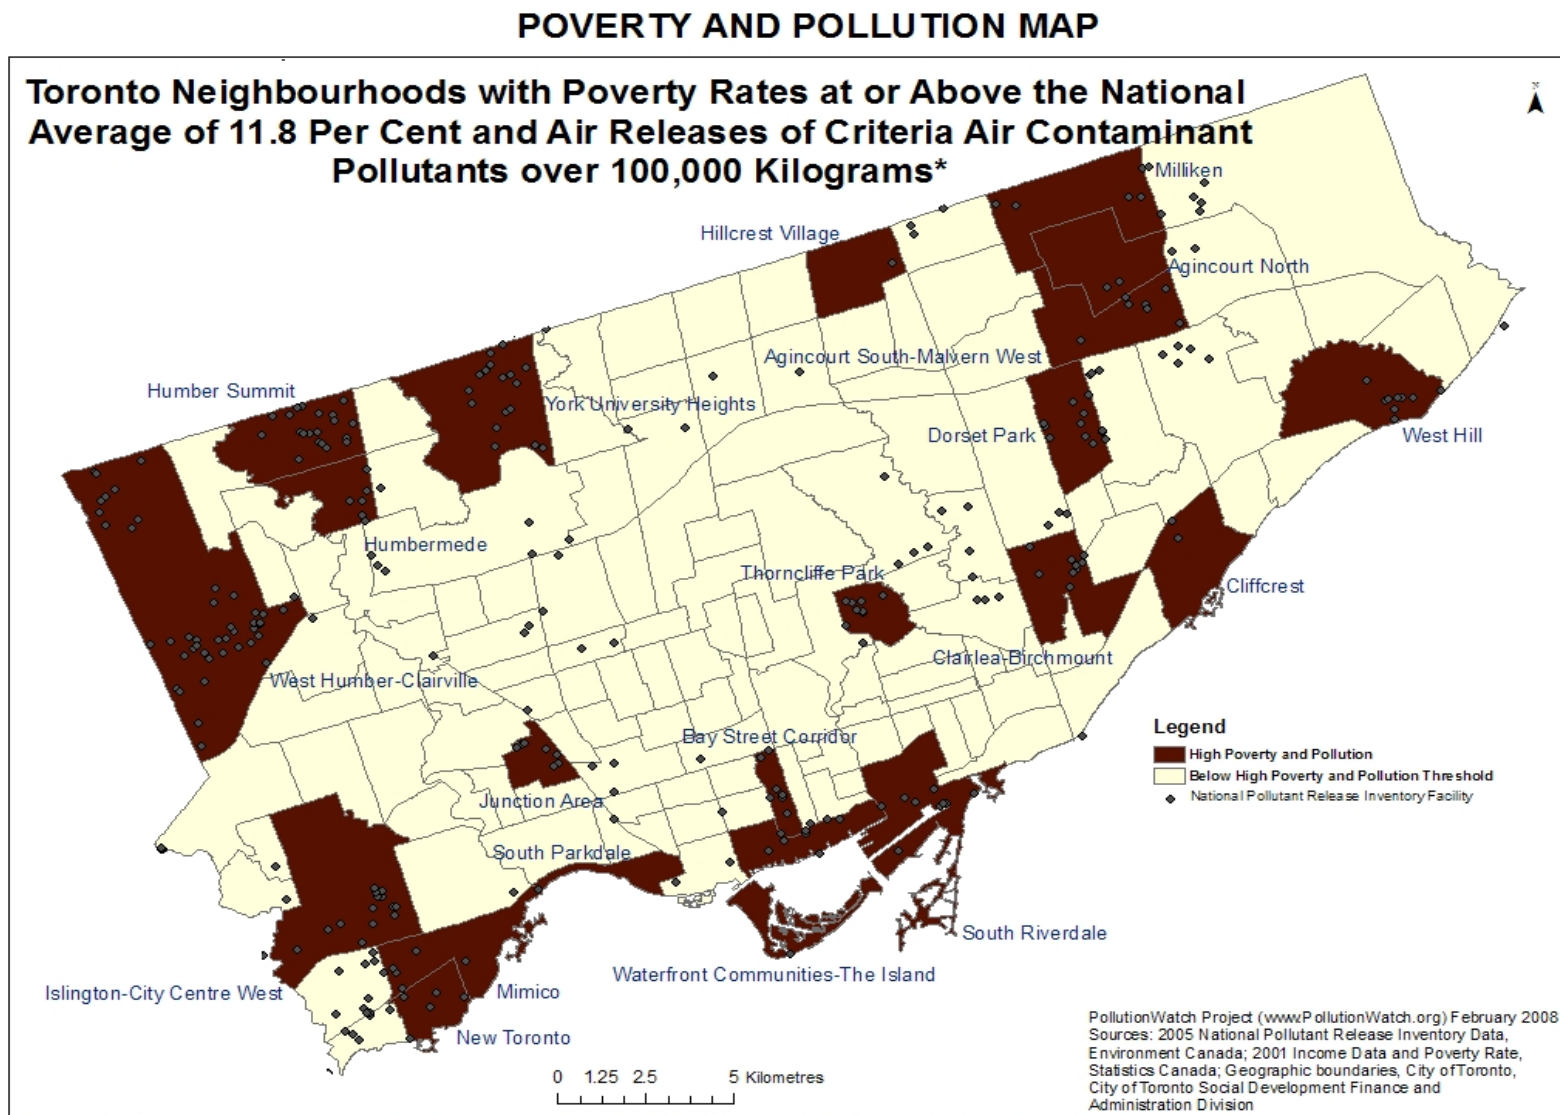 POVERTY AND POLLUTION MAP
Toronto Neighbourhoods with Poverty Rates at or Above the National
Average of 11.8 Per Cent and Air Releases of Criteria Air Contaminant
Pollutants over 100,000 Kilograms*
N
Milliken
Hillcrest Village
Agincourt North
Agincourt South-Malvern West
Humber Summit
York University Heights
Dorset Park
West Hill
Humbermede
Thorncliffe Park
Cliffcrest
Clairlea-Birchmount
West Humber-Clairville
Bay Street Corridor
Legend
High Poverty and Pollution
Below High Poverty and Pollution Threshold
National Pollutant Release Inventory Facility
Junction Area
South Parkdale
South Riverdale
Waterfront Communities-The Island
Islington-City Centre West
Mimico
New Toronto
0 1.25 2.5 5 Kilometres
PollutionWatch Project (www.PollutionWatch.org) February 2008
Sources: 2005 National Pollutant Release Inventory Data,
Environment Canada; 2001 Income Data and Poverty Rate,
Statistics Canada; Geographic boundaries, City of Toronto,
City of Toronto Social Development Finance and
Administration Division